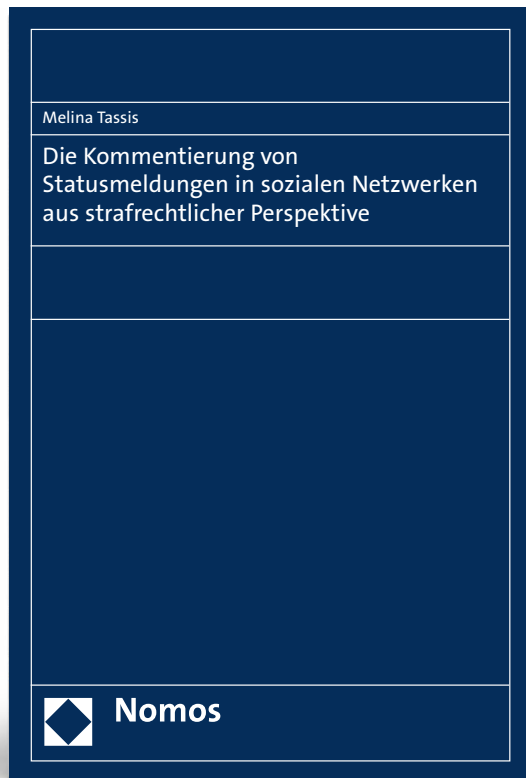 Melina Tassis
Die Kommentierung von
Statusmeldungen in sozialen Netzwerken
aus strafrechtlicher Perspektive
Nomos